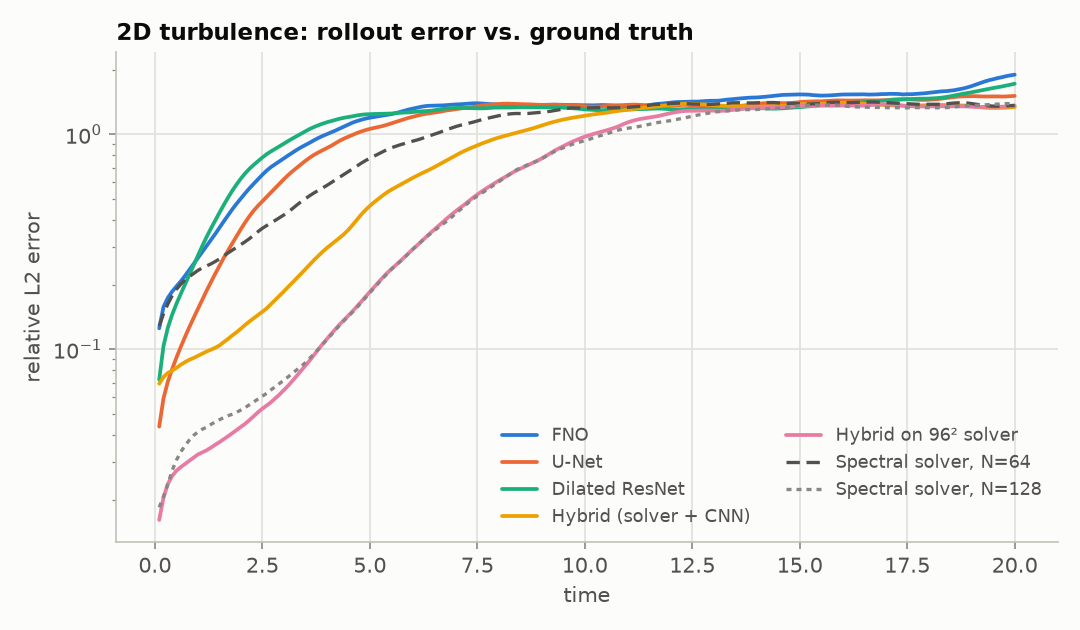 2D turbulence: rollout error vs. ground truth
relative L2 error
10⁰
10⁻¹
FNO
U-Net
Dilated ResNet
Hybrid (solver + CNN)
Hybrid on 96² solver
Spectral solver, N=64
Spectral solver, N=128
0.0 2.5 5.0 7.5 10.0 12.5 15.0 17.5 20.0
time